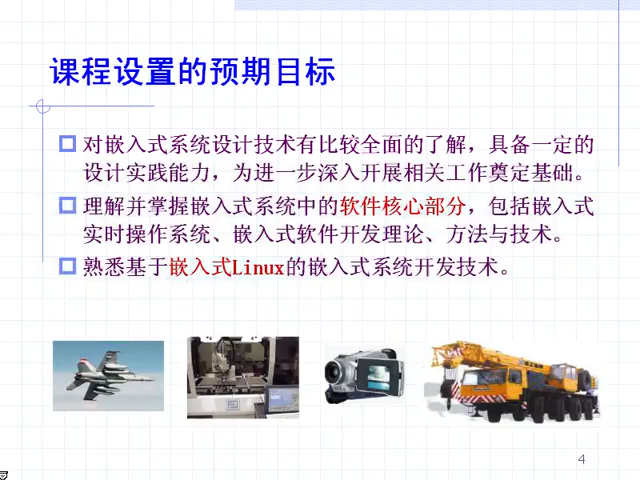 课程设置的预期目标
对嵌入式系统设计技术有比较全面的了解，具备一定的
设计实践能力，为进一步深入开展相关工作奠定基础。
理解并掌握嵌入式系统中的软件核心部分，包括嵌入式
实时操作系统、嵌入式软件开发理论、方法与技术。
熟悉基于嵌入式Linux的嵌入式系统开发技术。
4